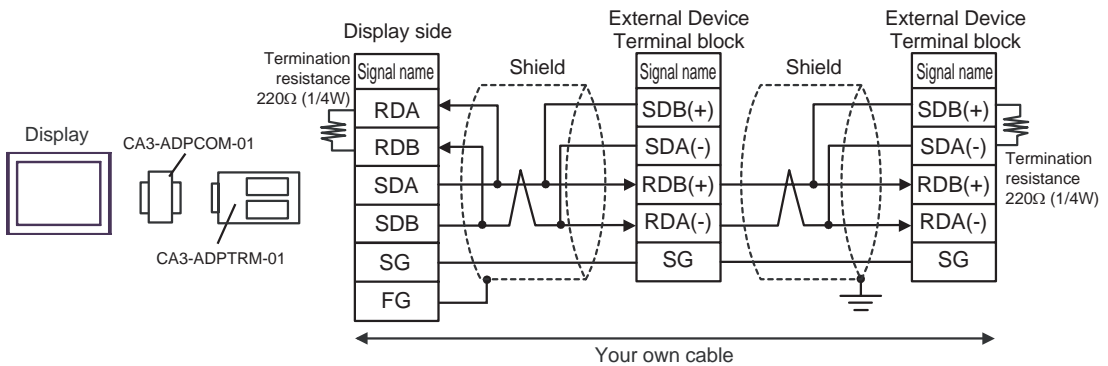 Display
CA3-ADPCOM-01
CA3-ADPTRM-01
Display side
Termination
resistance
220Ω (1/4W)
Signal name
RDA
RDB
SDA
SDB
SG
FG
Shield
External Device
Terminal block
Signal name
SDB(+)
SDA(-)
RDB(+)
RDA(-)
SG
Shield
External Device
Terminal block
Signal name
SDB(+)
SDA(-)
RDB(+)
RDA(-)
SG
Termination
resistance
220Ω (1/4W)
Your own cable